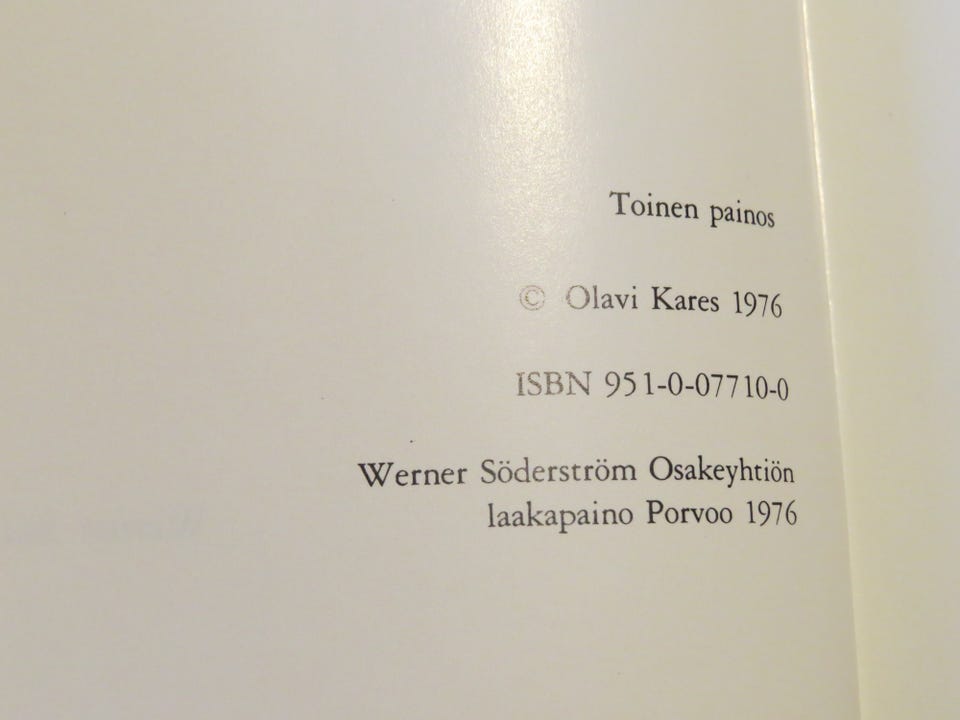 Toinen painos
© Olavi Kares 1976
ISBN 951-0-07710-0
Werner Söderström Osakeyhtiön
laakapaino Porvoo 1976